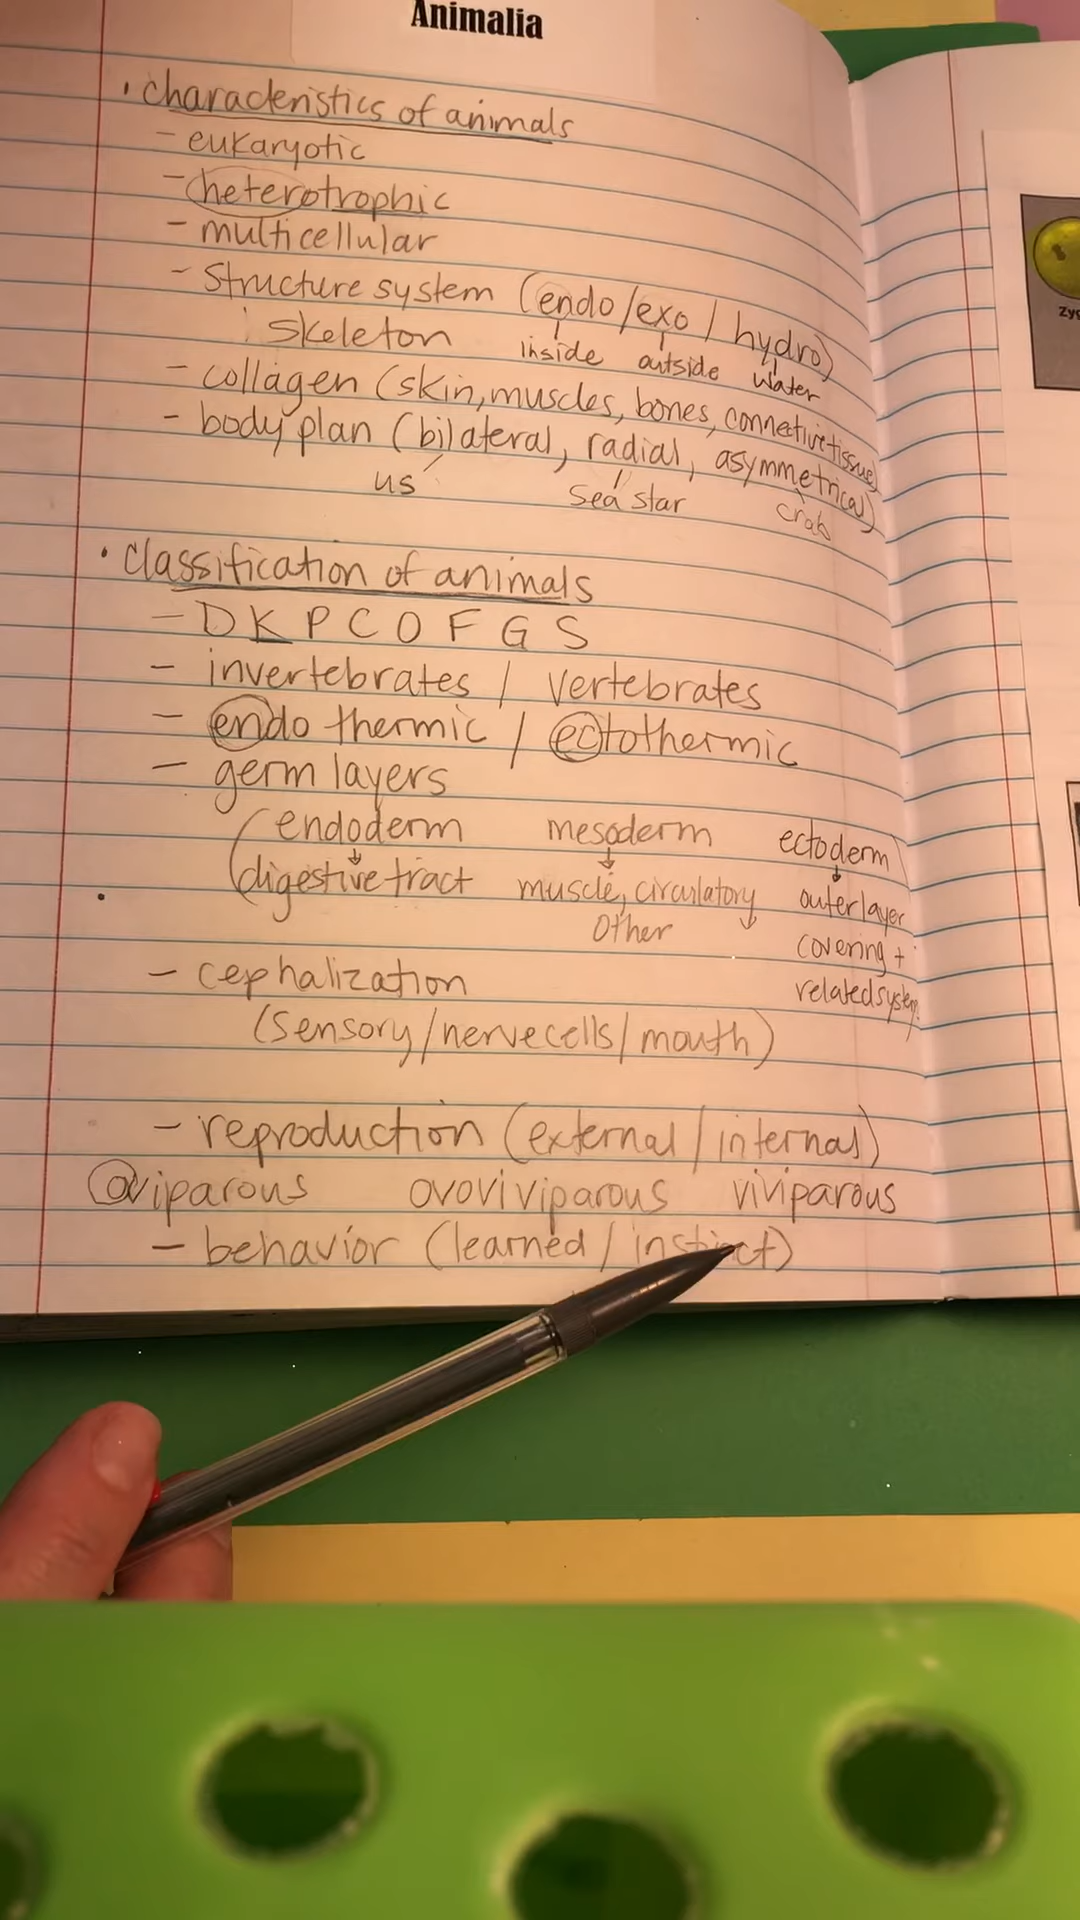 Animalia
• characteristics of animals
- eukaryotic
- heterotrophic
- multicellular
- Structure system (endo/exo/hydro)
skeleton inside outside water
- collagen (skin, muscles, bones, connective tissue)
- body plan (bilateral, radial, asymmetrical)
us sea star crab
• classification of animals
- D K P C O F G S
- invertebrates / vertebrates
- endothermic / ectothermic
- germ layers
(endoderm mesoderm ectoderm)
digestive tract muscle, circulatory outer layer
other covering +
- cephalization related system
(sensory/nerve cells/mouth)
- reproduction (external/internal)
oviparous ovoviviparous viviparous
- behavior (learned/instinct)